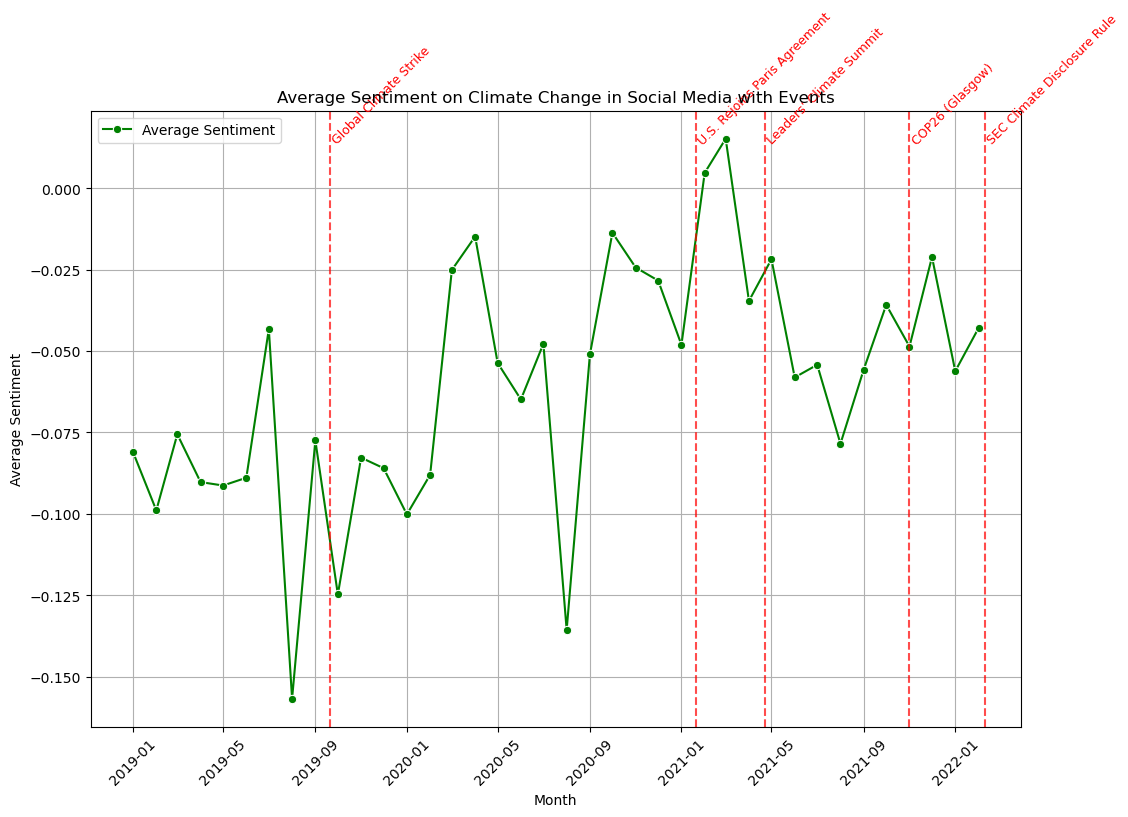 Global Climate Strike
U.S. Rejoins Paris Agreement
Leaders' Climate Summit
COP26 (Glasgow)
SEC Climate Disclosure Rule
Average Sentiment on Climate Change in Social Media with Events
Average Sentiment
0.000
−0.025
−0.050
−0.075
−0.100
−0.125
−0.150
Average Sentiment
2019-01
2019-05
2019-09
2020-01
2020-05
2020-09
2021-01
2021-05
2021-09
2022-01
Month